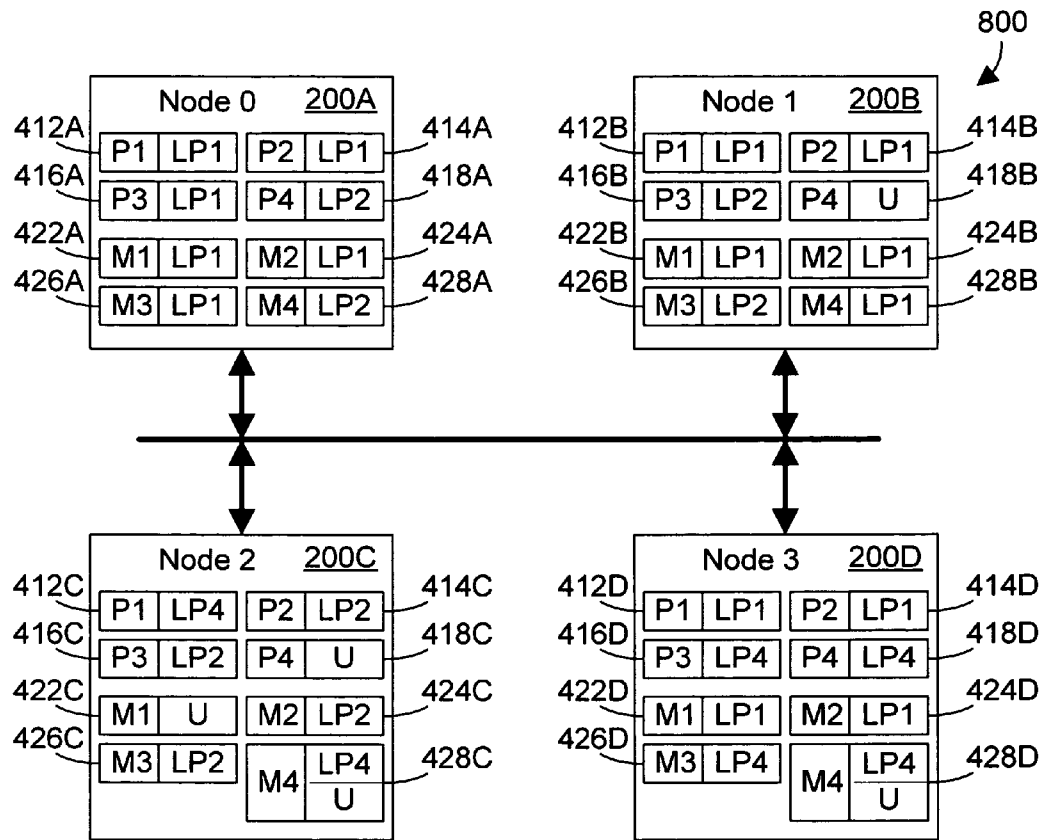 800
Node 0 200A
412A P1 LP1 P2 LP1 414A
416A P3 LP1 P4 LP2 418A
422A M1 LP1 M2 LP1 424A
426A M3 LP1 M4 LP2 428A
Node 1 200B
412B P1 LP1 P2 LP1 414B
416B P3 LP2 P4 U 418B
422B M1 LP1 M2 LP1 424B
426B M3 LP2 M4 LP1 428B
Node 2 200C
412C P1 LP4 P2 LP2 414C
416C P3 LP2 P4 U 418C
422C M1 U M2 LP2 424C
426C M3 LP2 M4 LP4 U 428C
Node 3 200D
412D P1 LP1 P2 LP1 414D
416D P3 LP4 P4 LP4 418D
422D M1 LP1 M2 LP1 424D
426D M3 LP4 M4 LP4 U 428D